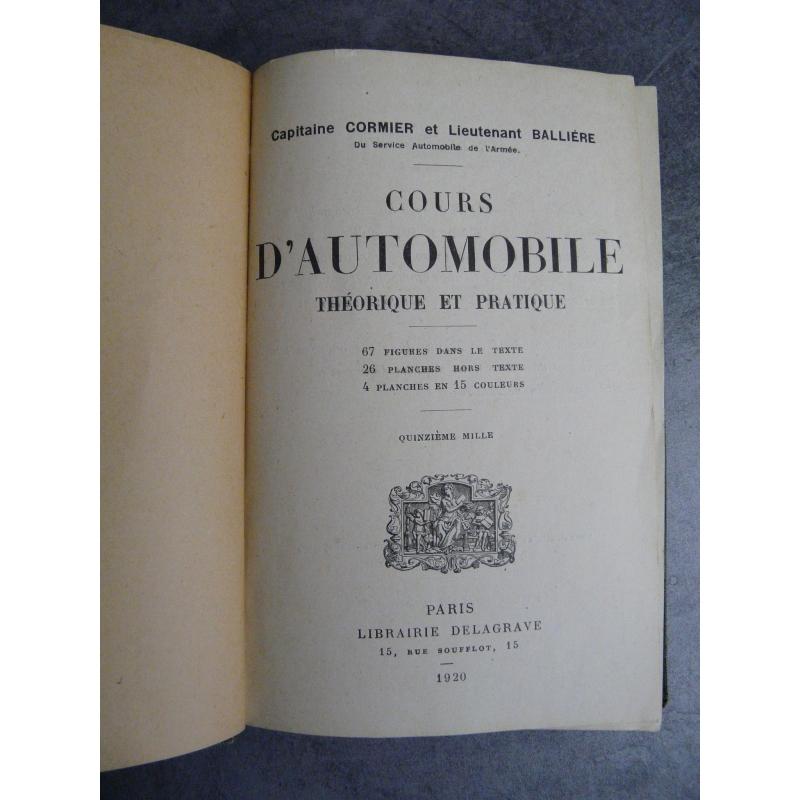 Capitaine CORMIER et Lieutenant BALLIÈRE
Du Service Automobile de l'Armée.
COURS
D'AUTOMOBILE
THÉORIQUE ET PRATIQUE
67 FIGURES DANS LE TEXTE
26 PLANCHES HORS TEXTE
4 PLANCHES EN 15 COULEURS
QUINZIÈME MILLE
PARIS
LIBRAIRIE DELAGRAVE
15, RUE SOUFFLOT, 15
1920